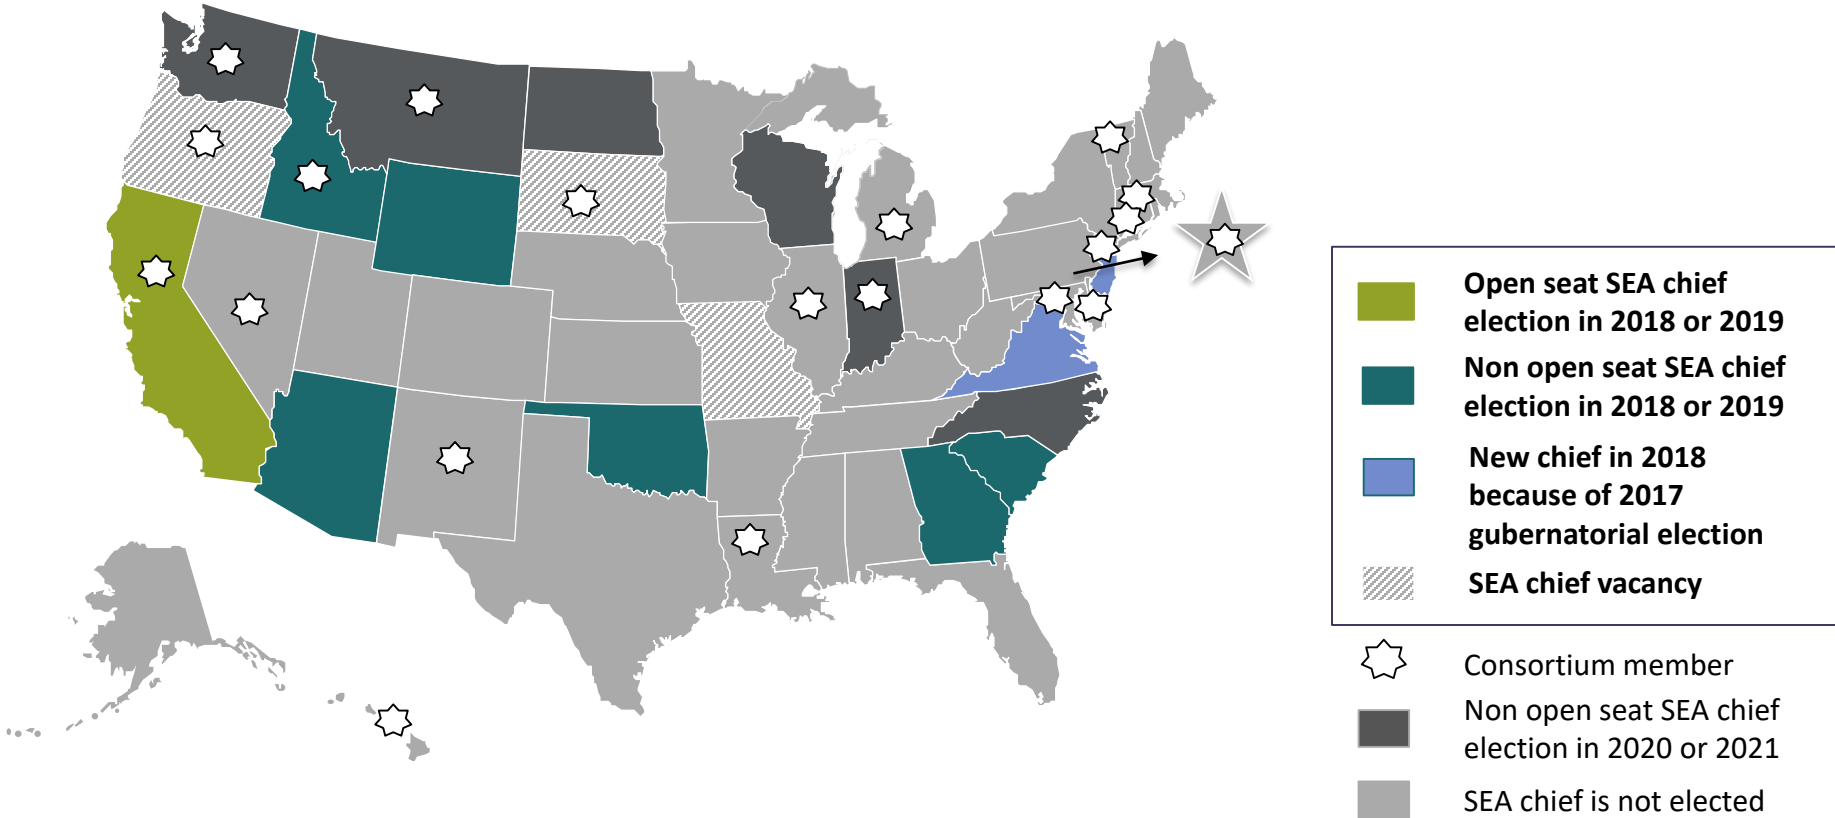 Open seat SEA chief
election in 2018 or 2019
Non open seat SEA chief
election in 2018 or 2019
New chief in 2018
because of 2017
gubernatorial election
SEA chief vacancy
Consortium member
Non open seat SEA chief
election in 2020 or 2021
SEA chief is not elected